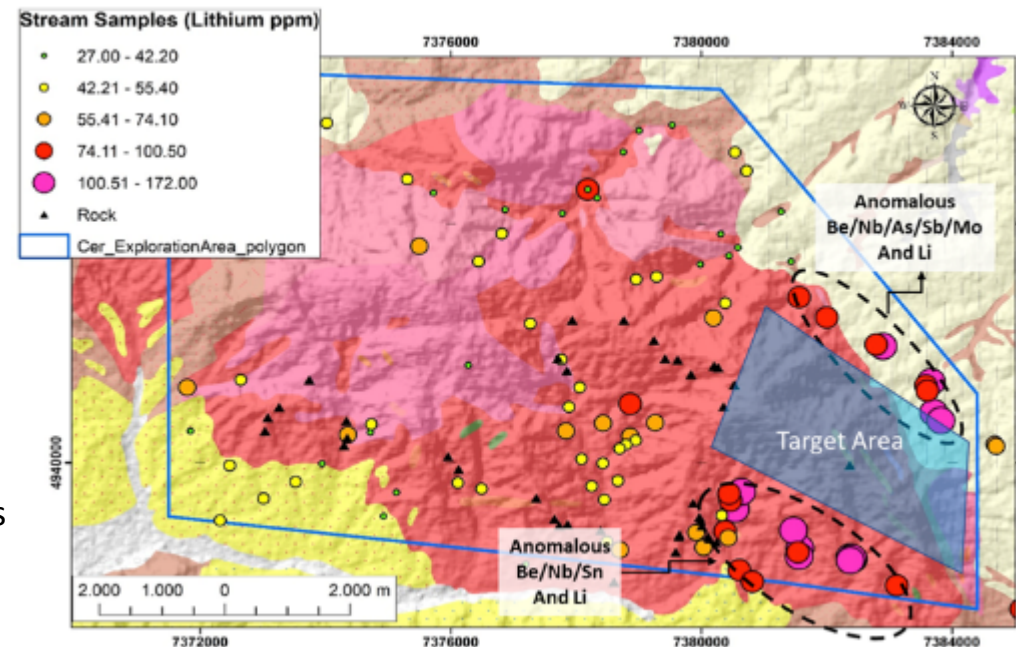 Stream Samples (Lithium ppm)
27.00 - 42.20
42.21 - 55.40
55.41 - 74.10
74.11 - 100.50
100.51 - 172.00
Rock
Cer_ExplorationArea_polygon
7376000
7380000
7384000
N
W
E
S
Anomalous
Be/Nb/As/Sb/Mo
And Li
Target Area
4940000
s
Anomalous
Be/Nb/Sn
And Li
2.000 1.000 0 2.000 m
7372000
7376000
7380000
7384000